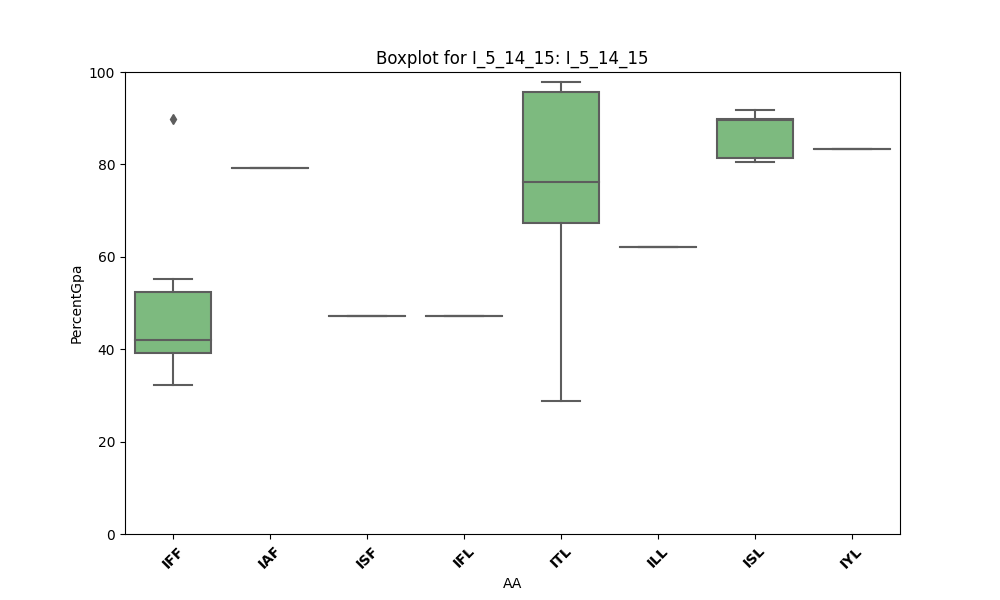 Boxplot for I_5_14_15: I_5_14_15
PercentGpa
100
80
60
40
20
0
IFF
IAF
ISF
IFL
ITL
ILL
ISL
IYL
AA